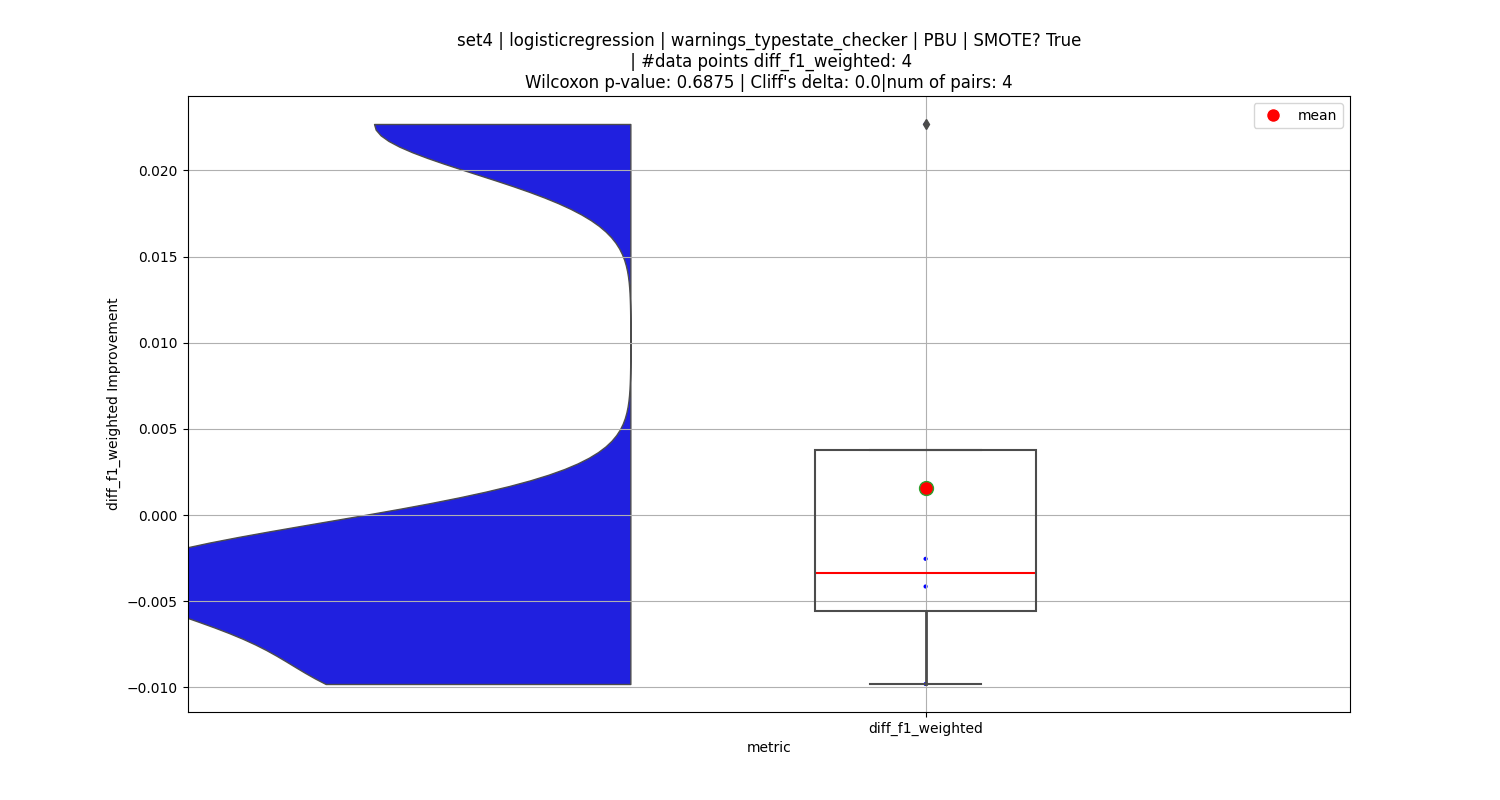 set4 | logisticregression | warnings_typestate_checker | PBU | SMOTE? True
| #data points diff_f1_weighted: 4
Wilcoxon p-value: 0.6875 | Cliff's delta: 0.0|num of pairs: 4
mean
0.020
0.015
0.010
0.005
0.000
−0.005
−0.010
diff_f1_weighted Improvement
diff_f1_weighted
metric